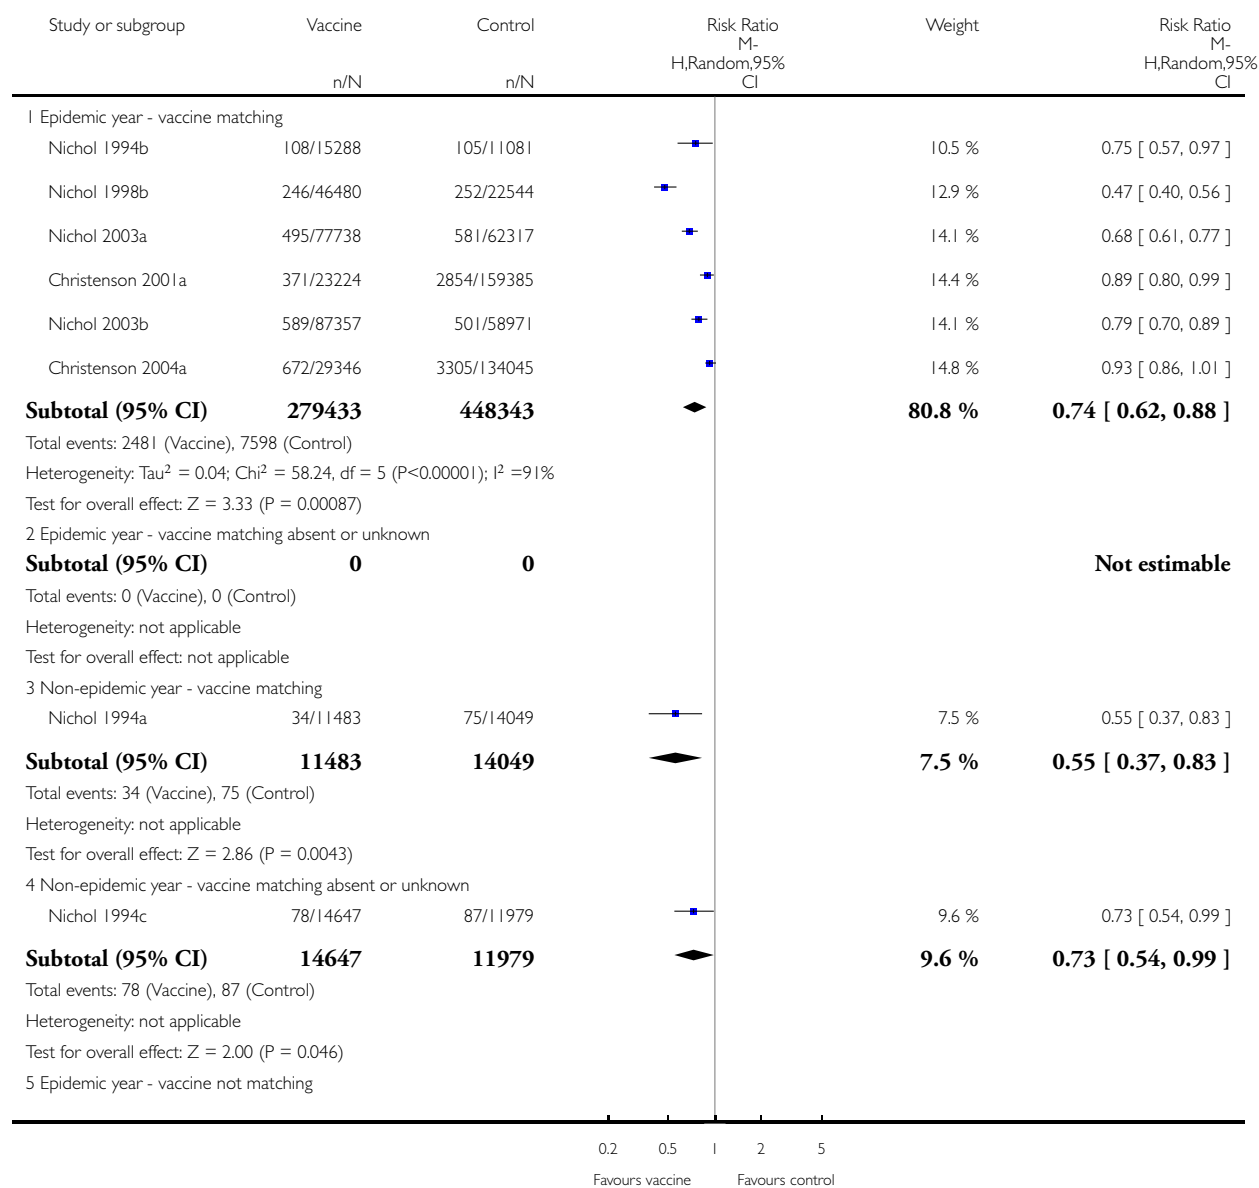 Study or subgroup Vaccine Control Risk Ratio Weight Risk Ratio
M- M-
H,Random,95% H,Random,95%
n/N n/N CI CI
1 Epidemic year - vaccine matching
Nichol 1994b 108/15288 105/11081 10.5 % 0.75 [ 0.57, 0.97 ]
Nichol 1998b 246/46480 252/22544 12.9 % 0.47 [ 0.40, 0.56 ]
Nichol 2003a 495/77738 581/62317 14.1 % 0.68 [ 0.61, 0.77 ]
Christenson 2001a 371/23224 2854/159385 14.4 % 0.89 [ 0.80, 0.99 ]
Nichol 2003b 589/87357 501/58971 14.1 % 0.79 [ 0.70, 0.89 ]
Christenson 2004a 672/29346 3305/134045 14.8 % 0.93 [ 0.86, 1.01 ]
Subtotal (95% CI) 279433 448343 80.8 % 0.74 [ 0.62, 0.88 ]
Total events: 2481 (Vaccine), 7598 (Control)
Heterogeneity: Tau² = 0.04; Chi² = 58.24, df = 5 (P<0.00001); I² =91%
Test for overall effect: Z = 3.33 (P = 0.00087)
2 Epidemic year - vaccine matching absent or unknown
Subtotal (95% CI) 0 0 Not estimable
Total events: 0 (Vaccine), 0 (Control)
Heterogeneity: not applicable
Test for overall effect: not applicable
3 Non-epidemic year - vaccine matching
Nichol 1994a 34/11483 75/14049 7.5 % 0.55 [ 0.37, 0.83 ]
Subtotal (95% CI) 11483 14049 7.5 % 0.55 [ 0.37, 0.83 ]
Total events: 34 (Vaccine), 75 (Control)
Heterogeneity: not applicable
Test for overall effect: Z = 2.86 (P = 0.0043)
4 Non-epidemic year - vaccine matching absent or unknown
Nichol 1994c 78/14647 87/11979 9.6 % 0.73 [ 0.54, 0.99 ]
Subtotal (95% CI) 14647 11979 9.6 % 0.73 [ 0.54, 0.99 ]
Total events: 78 (Vaccine), 87 (Control)
Heterogeneity: not applicable
Test for overall effect: Z = 2.00 (P = 0.046)
5 Epidemic year - vaccine not matching
0.2 0.5 1 2 5
Favours vaccine Favours control